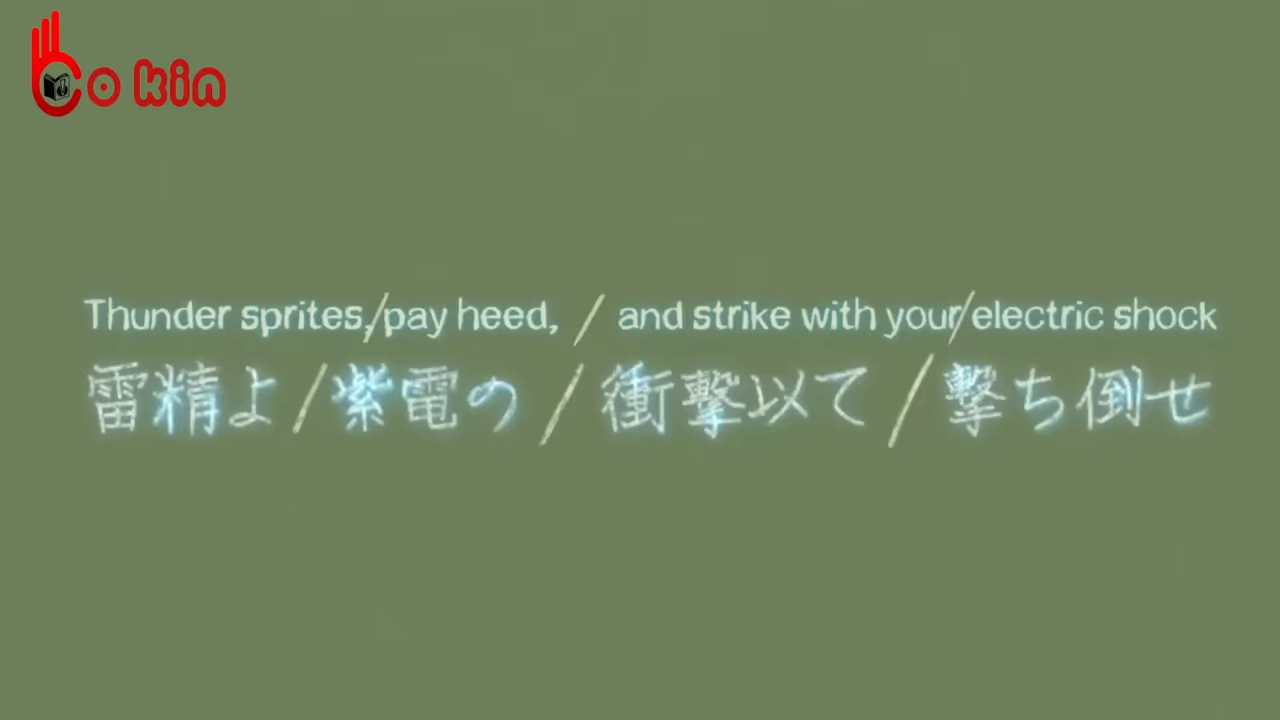 bo kin
Thunder sprites,/pay heed, / and strike with your/electric shock
雷精よ/紫電の/衝撃以て/撃ち倒せ